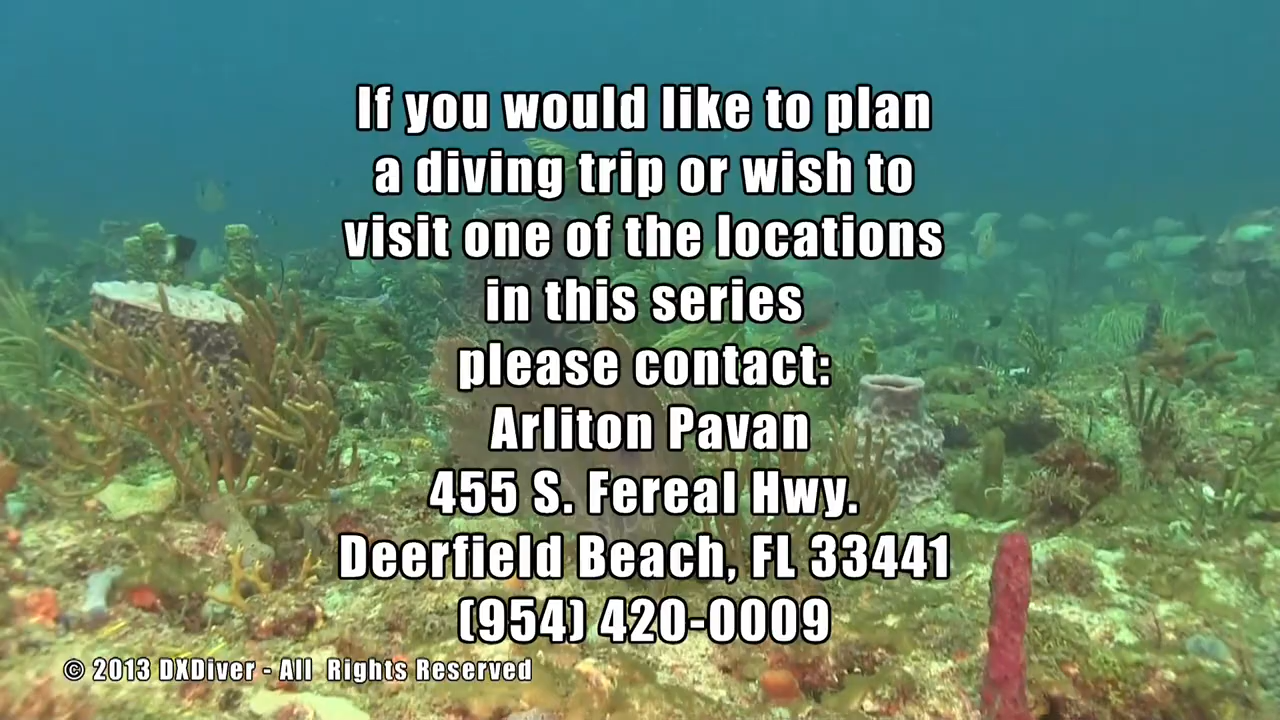 If you would like to plan
a diving trip or wish to
visit one of the locations
in this series
please contact:
Arliton Pavan
455 S. Fereal Hwy.
Deerfield Beach, FL 33441
(954) 420-0009
© 2013 DXDiver - All Rights Reserved